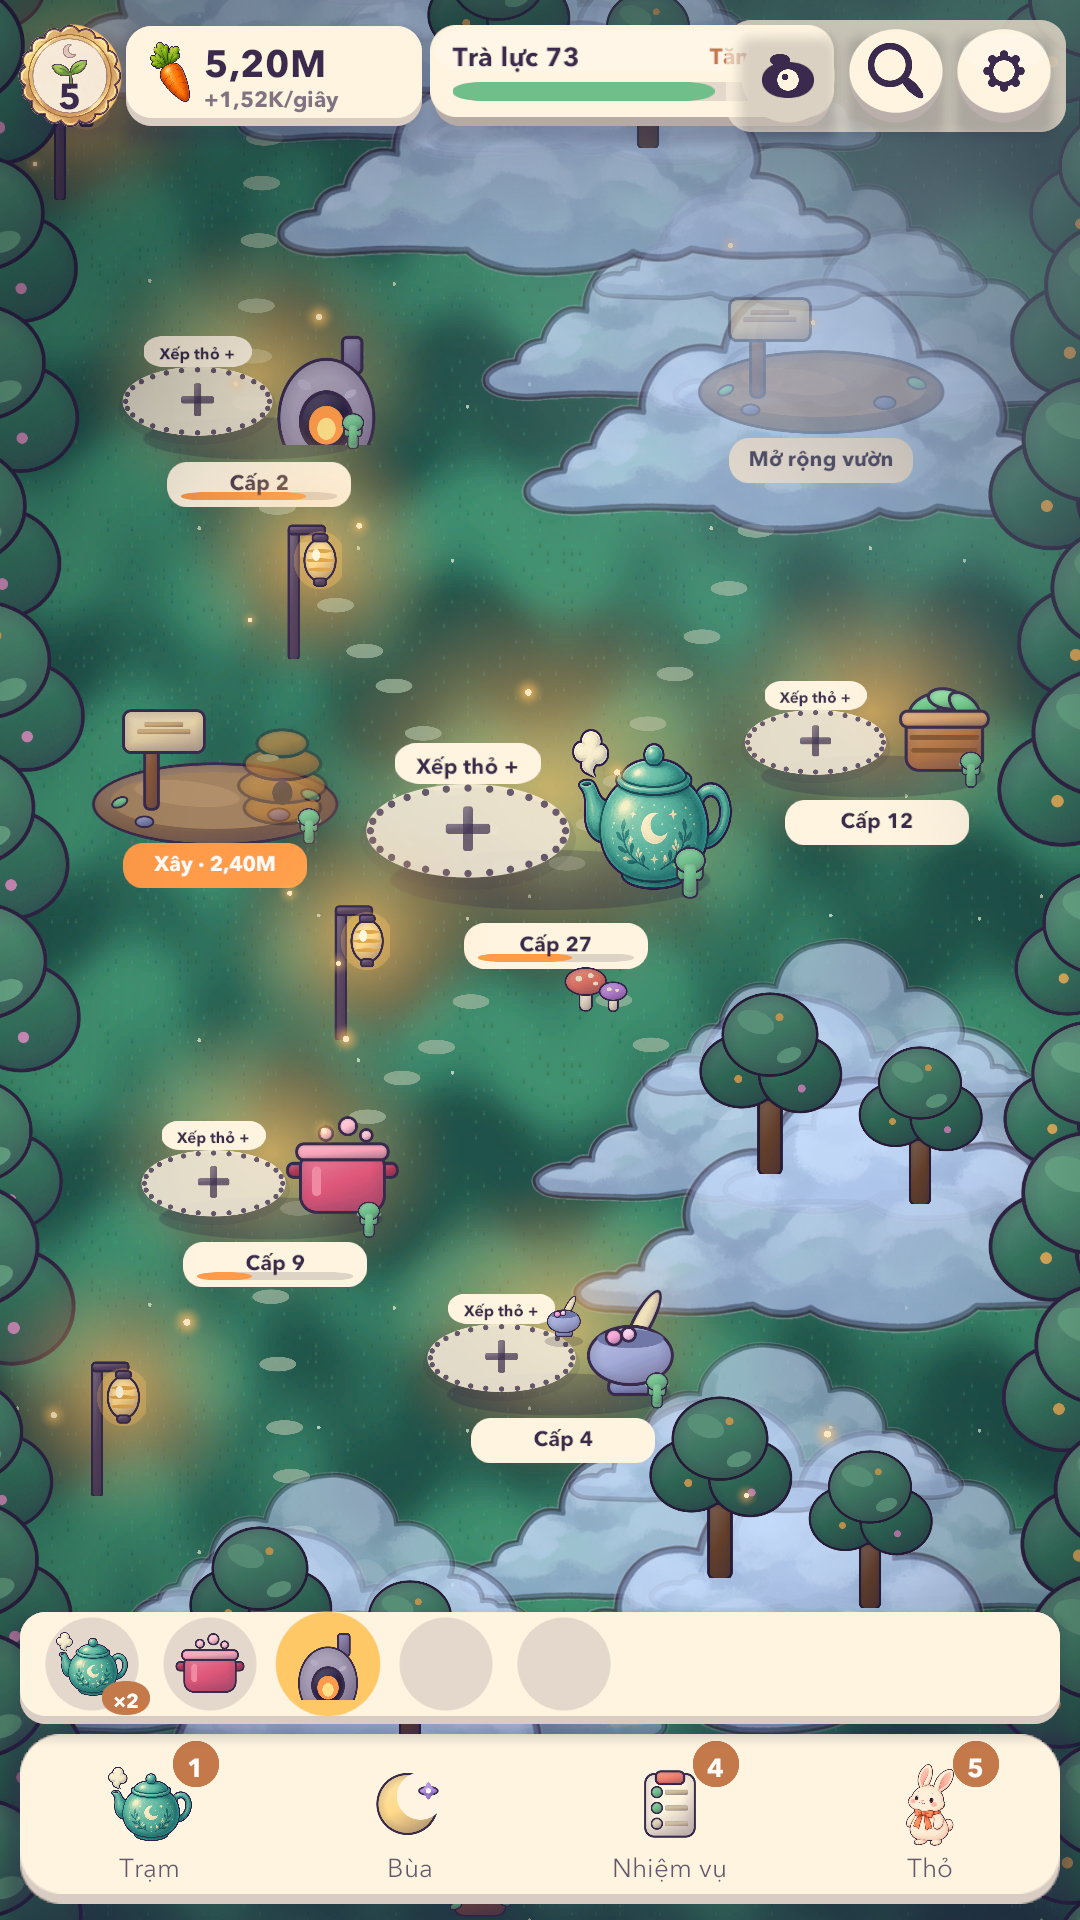 5
5,20M
+1,52K/giây
Trà lực 73
Xếp thỏ +
Cấp 2
Mở rộng vườn
Xếp thỏ +
Cấp 12
Xếp thỏ +
Xây · 2,40M
Cấp 27
Xếp thỏ +
Cấp 9
Xếp thỏ +
Cấp 4
×2
1
4
5
Trạm
Bùa
Nhiệm vụ
Thỏ